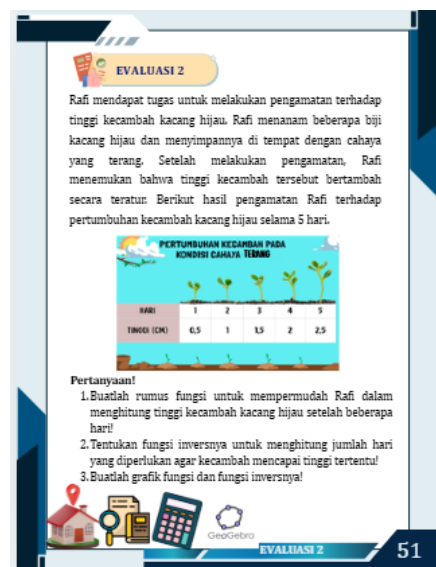 EVALUASI 2
Rafi mendapat tugas untuk melakukan pengamatan terhadap
tinggi kecambah kacang hijau. Rafi menanam beberapa biji
kacang hijau dan menyimpannya di tempat dengan cahaya
yang terang. Setelah melakukan pengamatan, Rafi
menemukan bahwa tinggi kecambah tersebut bertambah
secara teratur. Berikut hasil pengamatan Rafi terhadap
pertumbuhan kecambah kacang hijau selama 5 hari.
PERTUMBUHAN KECAMBAH PADA
KONDISI CAHAYA TERANG
HARI 1 2 3 4 5
TINGGI (CM) 0,5 1 1,5 2 2,5
Pertanyaan!
1. Buatlah rumus fungsi untuk mempermudah Rafi dalam
menghitung tinggi kecambah kacang hijau setelah beberapa
hari!
2. Tentukan fungsi inversnya untuk menghitung jumlah hari
yang diperlukan agar kecambah mencapai tinggi tertentu!
3. Buatlah grafik fungsi dan fungsi inversnya!
GeoGebra
EVALUASI 2
51